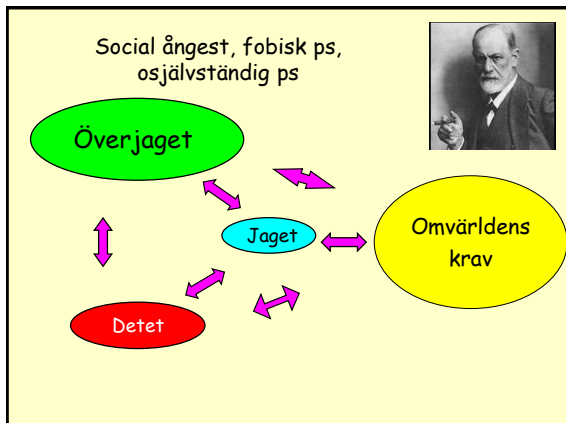 Social ångest, fobisk ps,
osjälvständig ps
Överjaget
Jaget
Omvärldens
krav
Detet